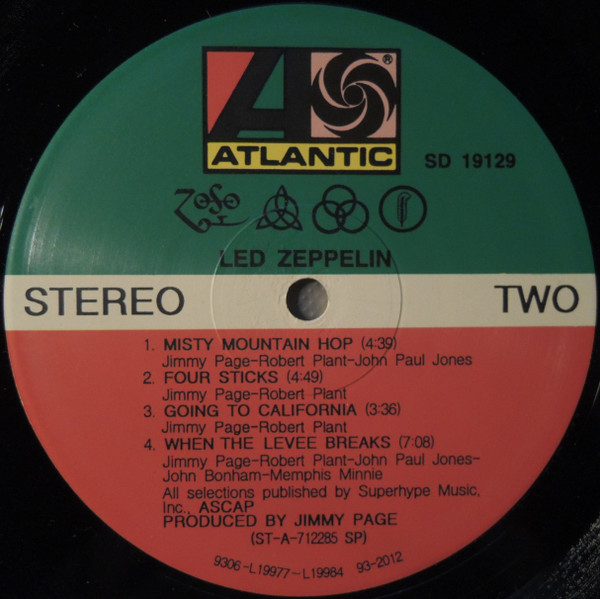 ®
ATLANTIC
SD 19129
ZoSo
LED ZEPPELIN
STEREO
TWO
1. MISTY MOUNTAIN HOP (4:39)
Jimmy Page-Robert Plant-John Paul Jones
2. FOUR STICKS (4:49)
Jimmy Page-Robert Plant
3. GOING TO CALIFORNIA (3:36)
Jimmy Page-Robert Plant
4. WHEN THE LEVEE BREAKS (7:08)
Jimmy Page-Robert Plant-John Paul Jones-
John Bonham-Memphis Minnie
All selections published by Superhype Music,
Inc., ASCAP
PRODUCED BY JIMMY PAGE
(ST-A-712285 SP)
9306-L19977-L19984 93-2012